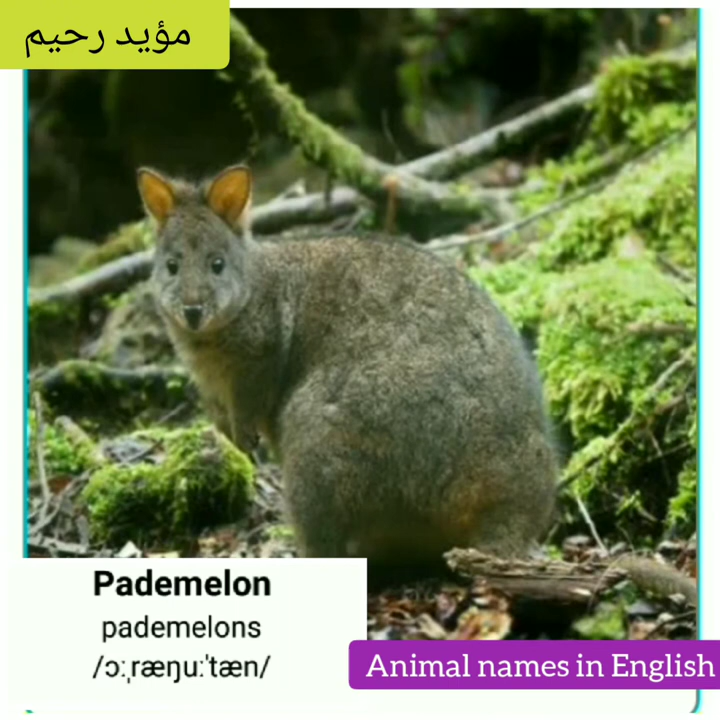 مؤيد رحيم
Pademelon
pademelons
/ɔːˌræŋuːˈtæn/
Animal names in English